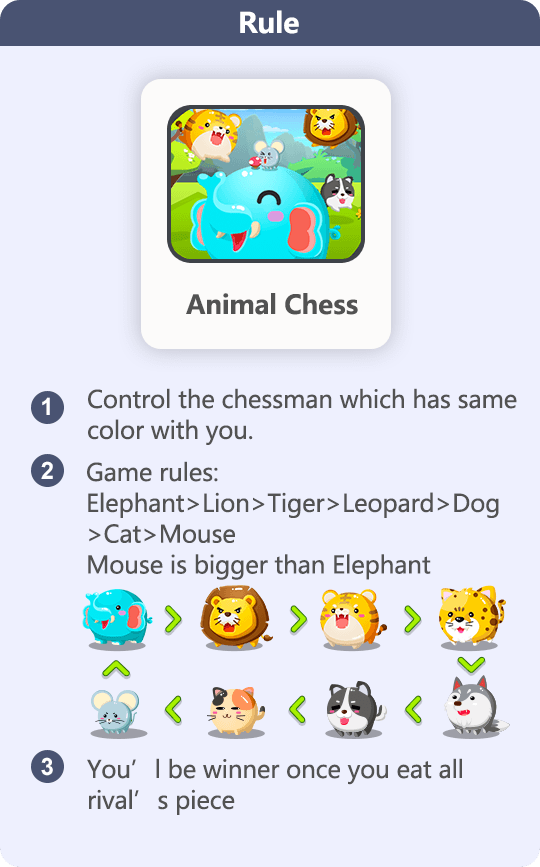 Rule
Animal Chess
1 Control the chessman which has same
color with you.
2 Game rules:
Elephant>Lion>Tiger>Leopard>Dog
>Cat>Mouse
Mouse is bigger than Elephant
3 You' l be winner once you eat all
rival' s piece